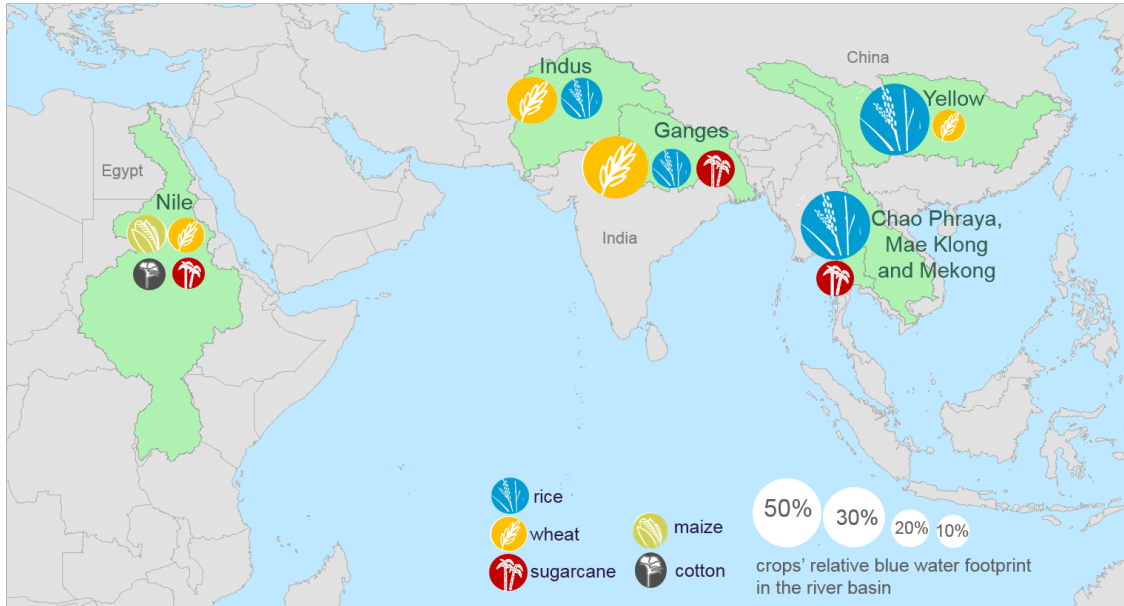 Indus
China
Yellow
Ganges
Egypt
Nile
India
Chao Phraya,
Mae Klong
and Mekong
rice
wheat
sugarcane
maize
cotton
50%
30%
20%
10%
crops' relative blue water footprint
in the river basin